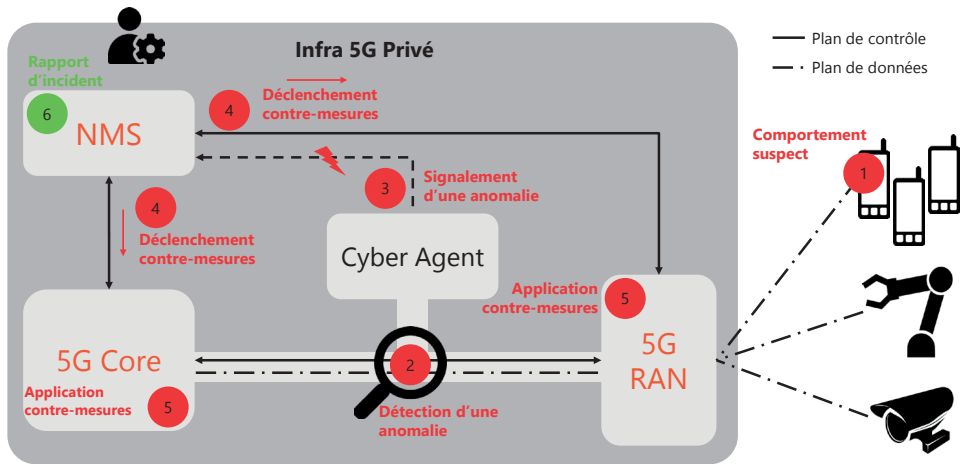 Infra 5G Privé
Plan de contrôle
Plan de données
Rapport
d'incident
6
NMS
4
Déclenchement
contre-mesures
Comportement
suspect
1
3
Signalement
d'une anomalie
4
Déclenchement
contre-mesures
Cyber Agent
Application
contre-mesures
5
5G
RAN
5G Core
2
Application
contre-mesures
5
Détection d'une
anomalie